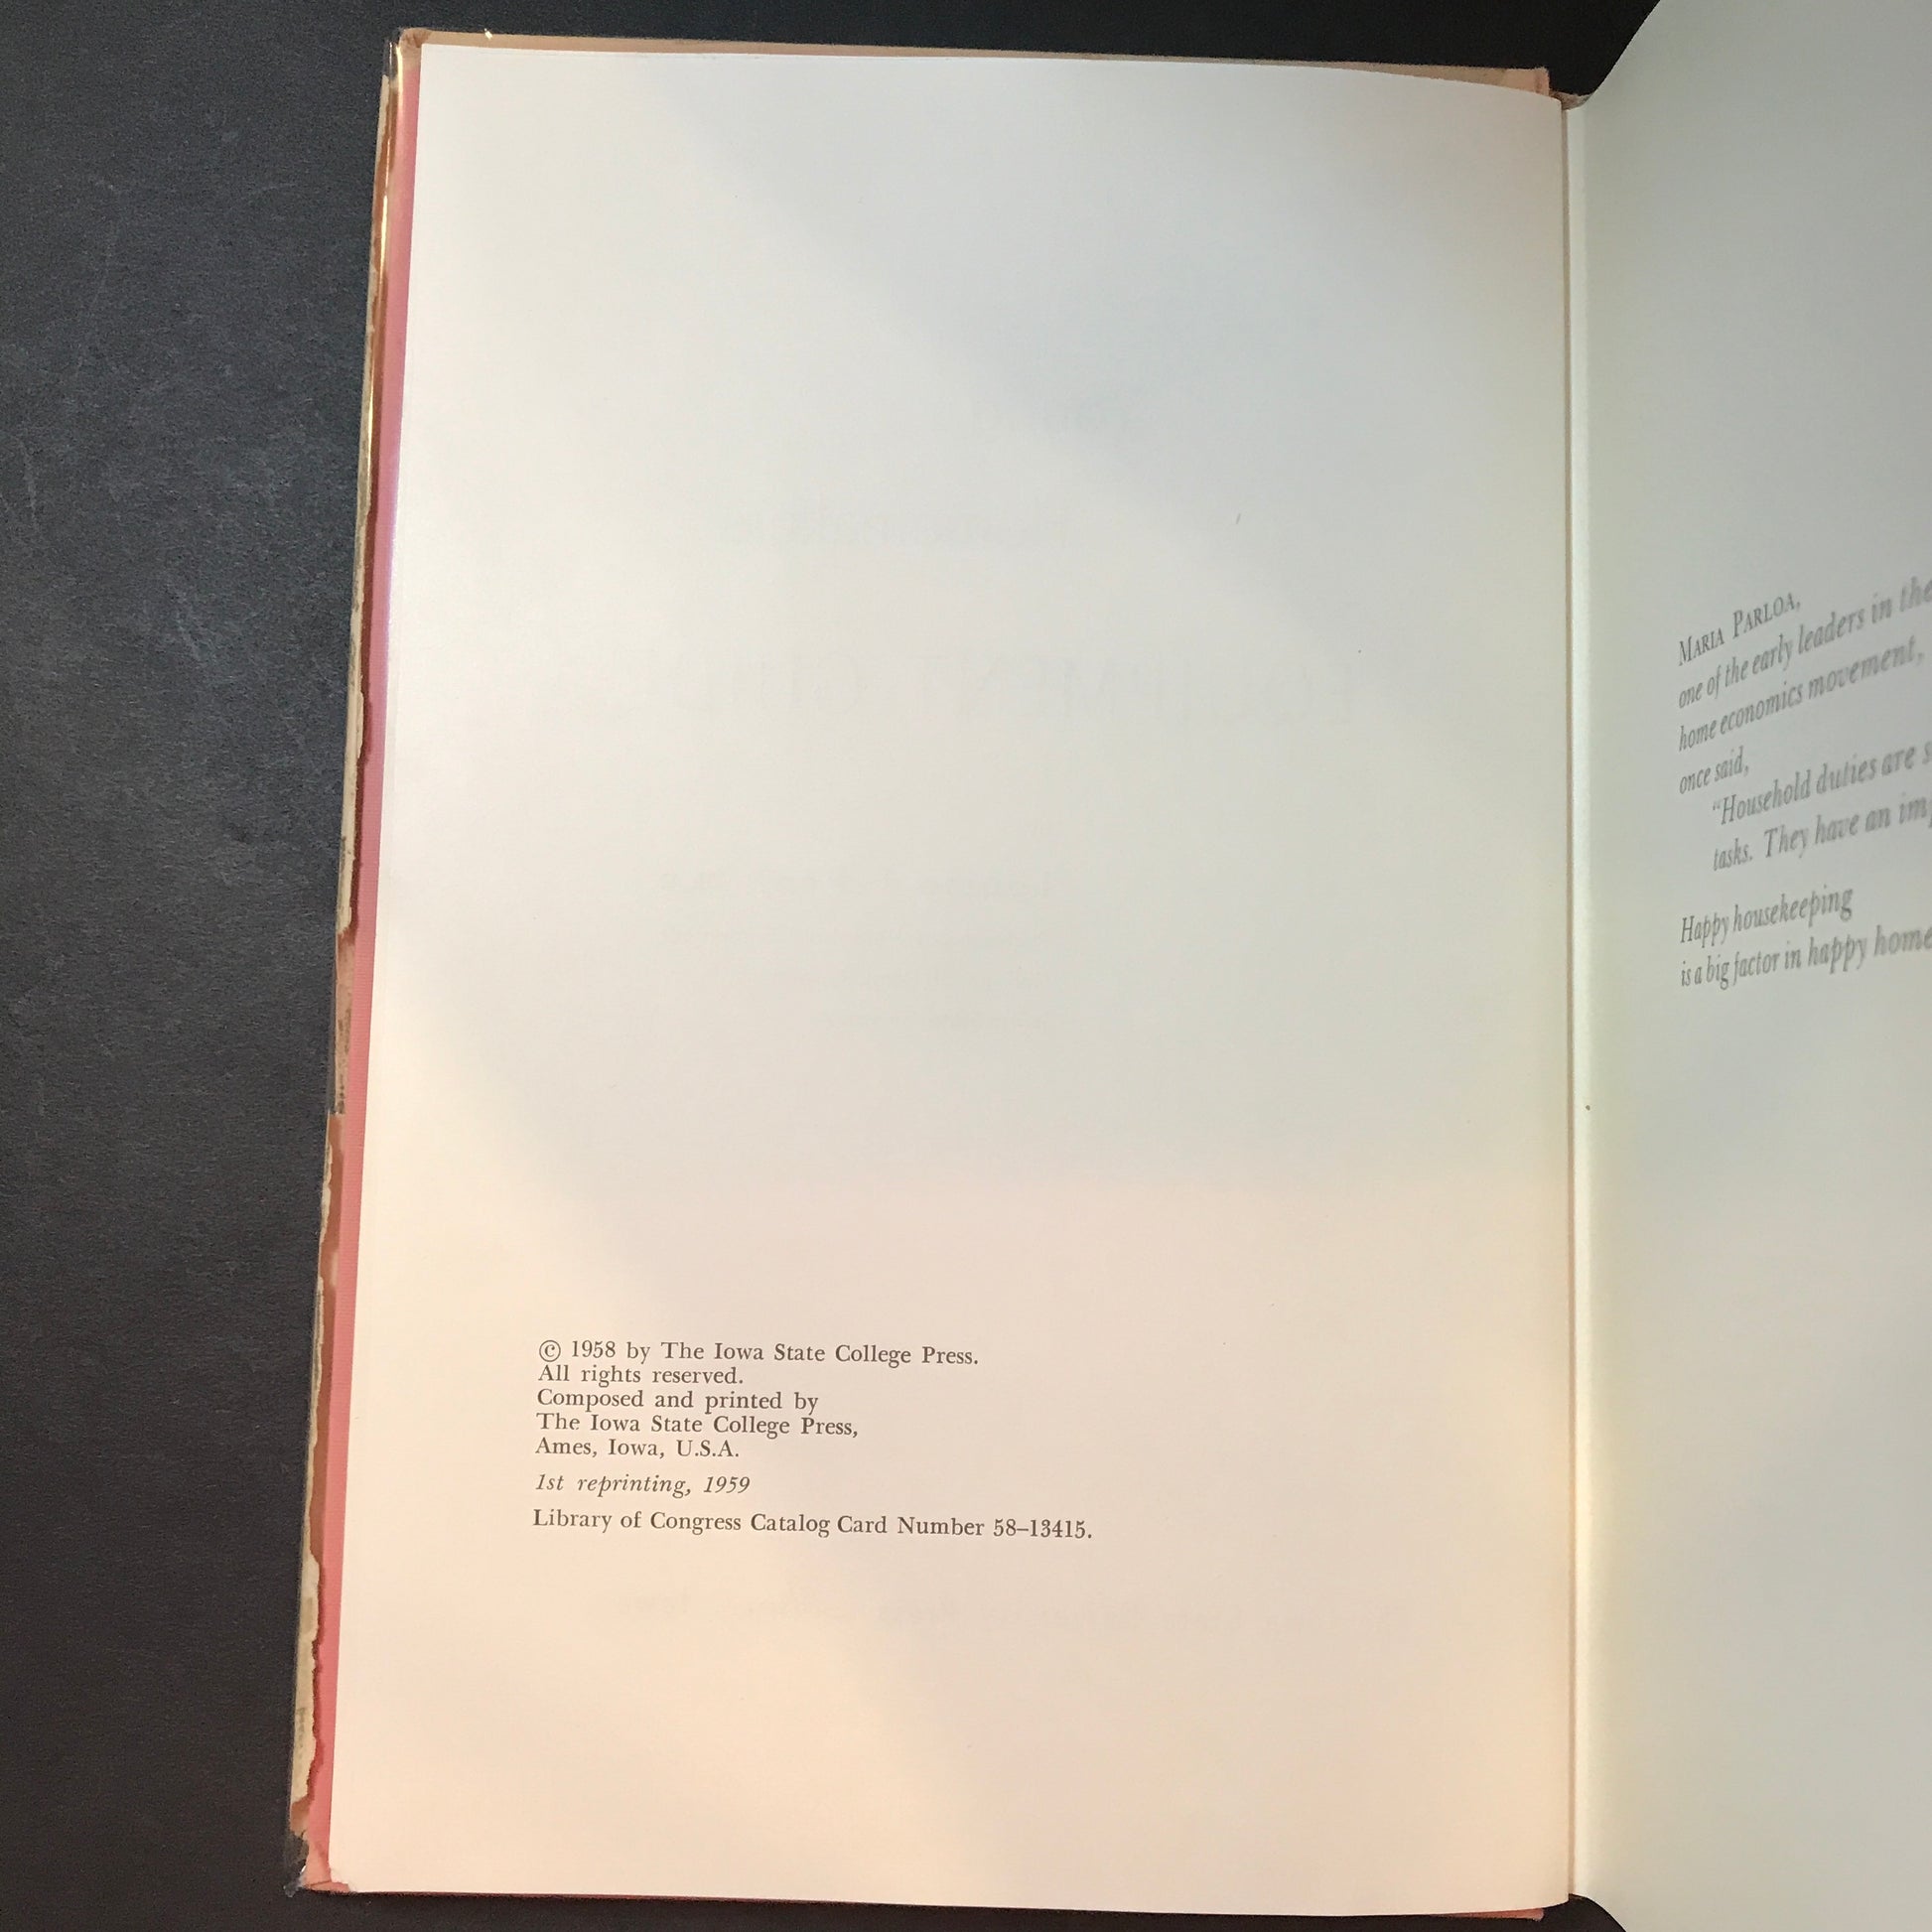 © 1958 by The Iowa State College Press.
All rights reserved.
Composed and printed by
The Iowa State College Press,
Ames, Iowa, U.S.A.
1st reprinting, 1959
Library of Congress Catalog Card Number 58–13415.
MARIA PARLOA,
one of the early leaders in the
home economics movement,
once said,
"Household duties are
tasks. They have an
Happy housekeeping
is a big factor in happy